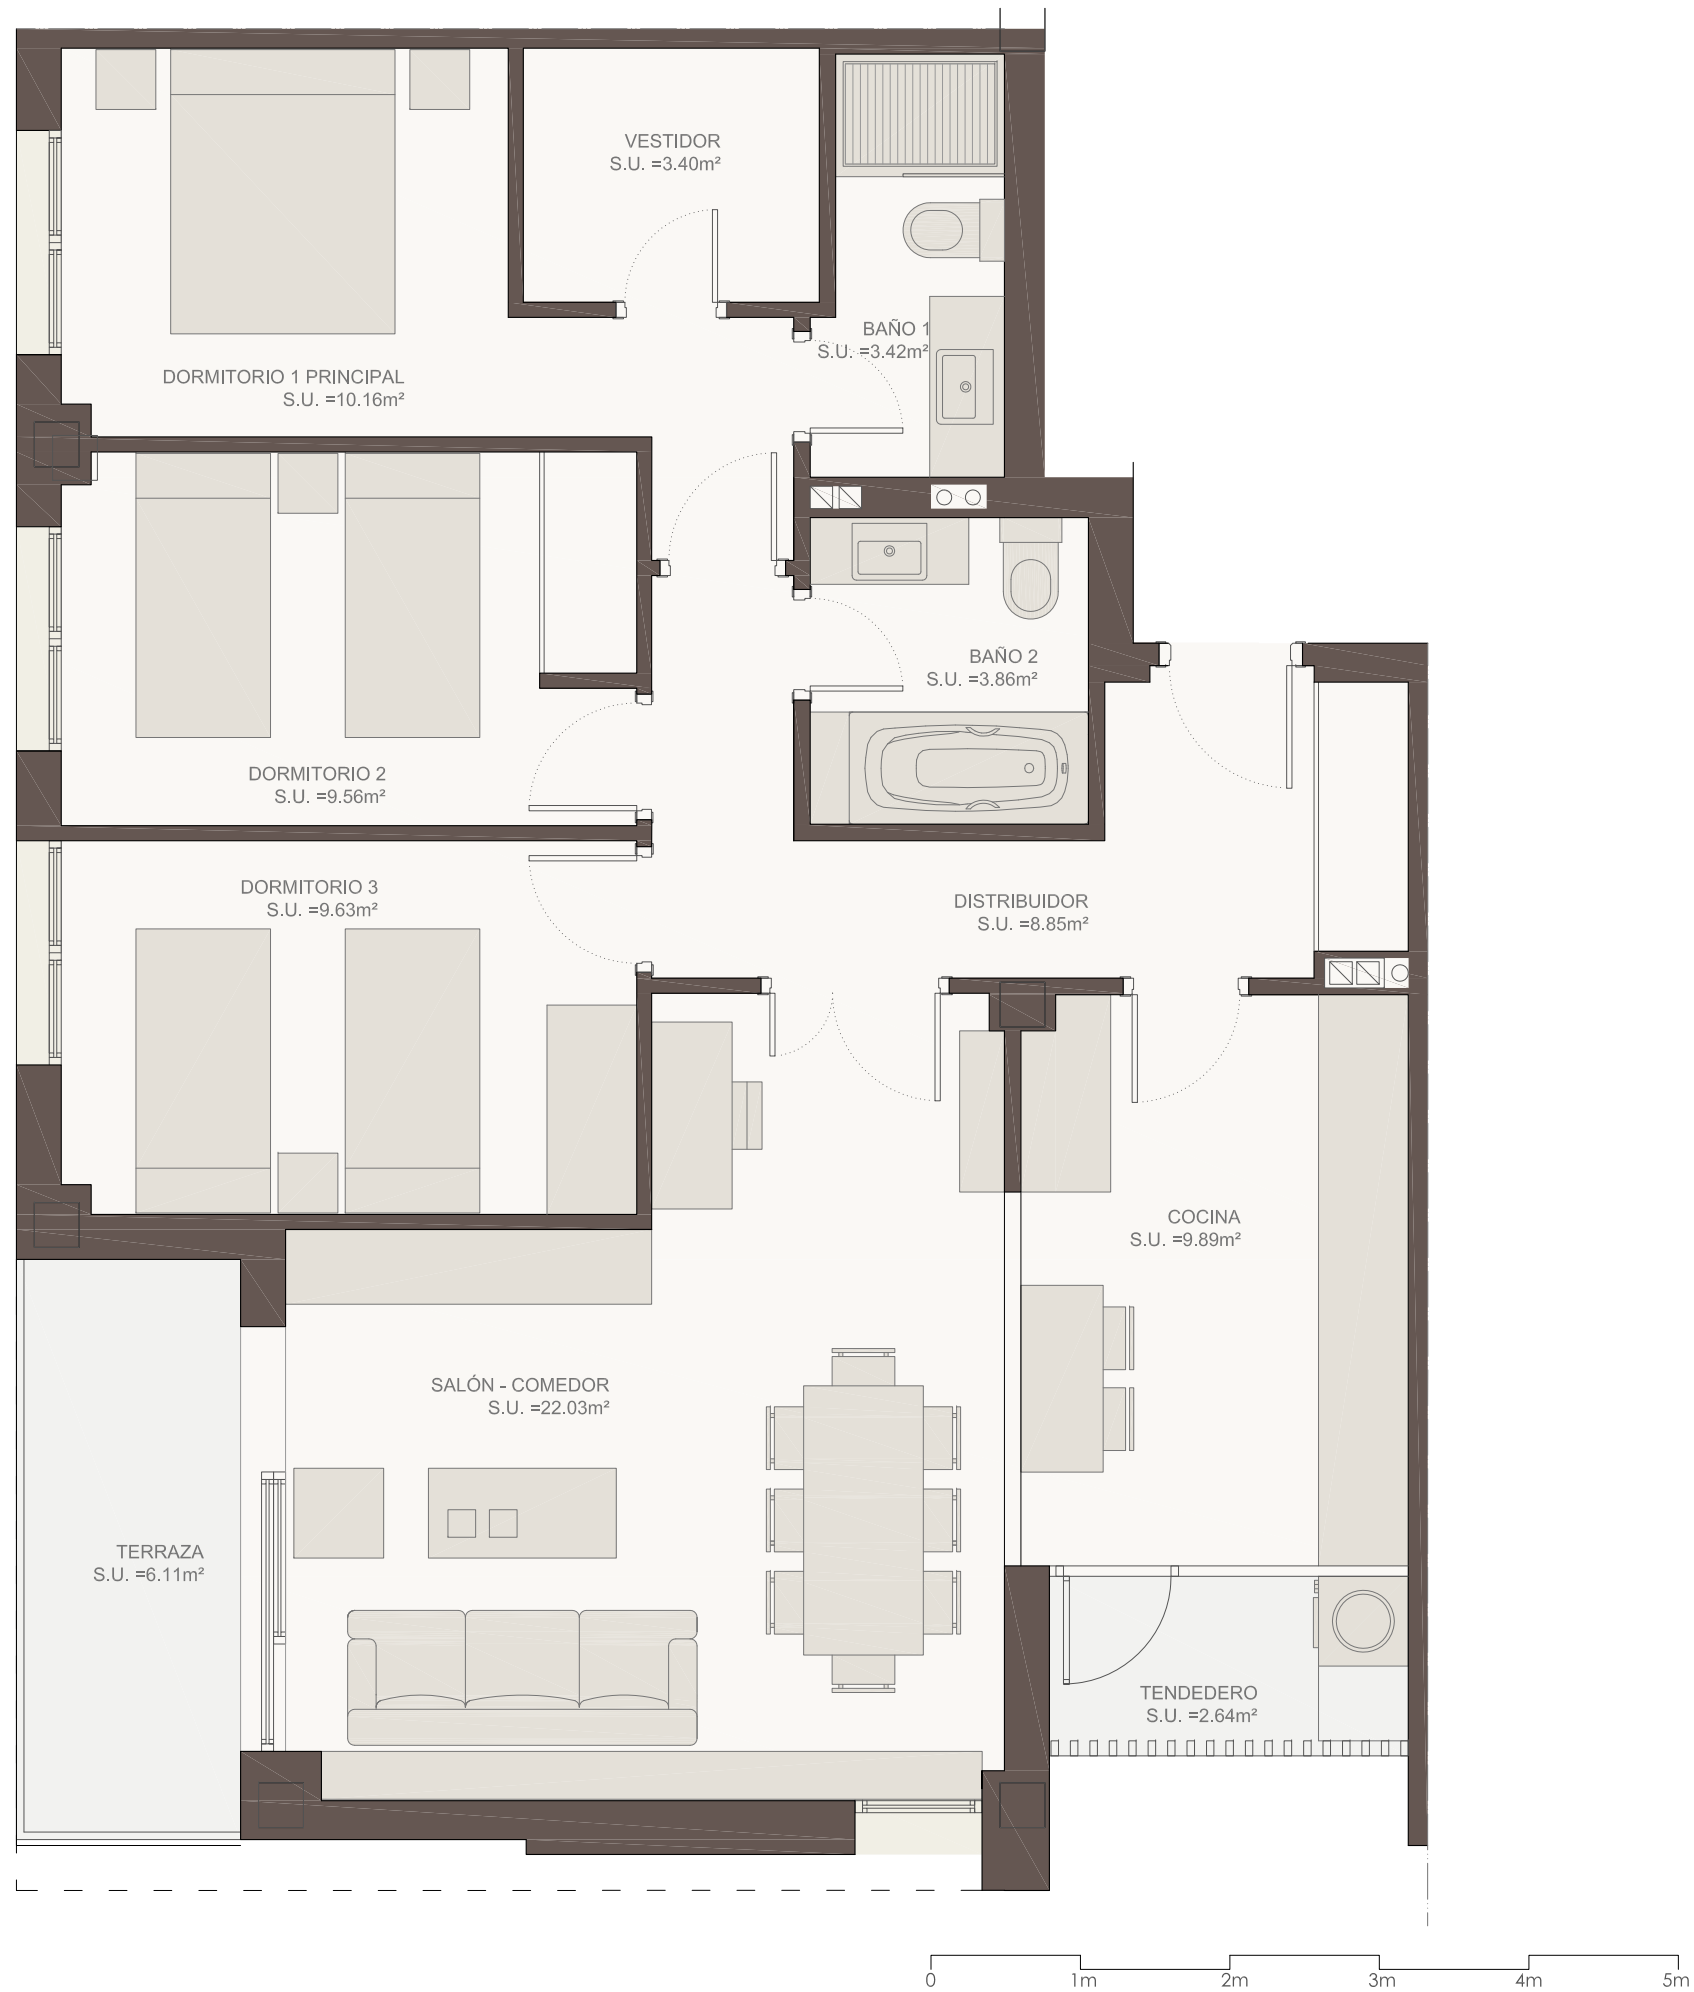 VESTIDOR
S.U. =3.40m²
BAÑO 1
S.U. =3.42m²
DORMITORIO 1 PRINCIPAL
S.U. =10.16m²
BAÑO 2
S.U. =3.86m²
DORMITORIO 2
S.U. =9.56m²
DORMITORIO 3
S.U. =9.63m²
DISTRIBUIDOR
S.U. =8.85m²
COCINA
S.U. =9.89m²
SALÓN - COMEDOR
S.U. =22.03m²
TERRAZA
S.U. =6.11m²
TENDEDERO
S.U. =2.64m²
0 1m 2m 3m 4m 5m